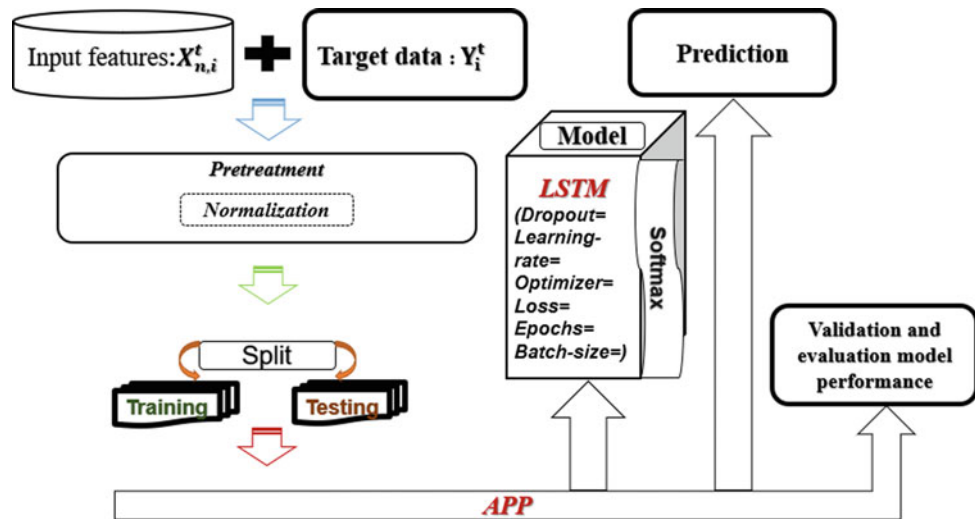 Input features:X^t_{n,i}
Target data : Y^t_i
Prediction
Pretreatment
Normalization
Model
LSTM
(Dropout=
Learning-
rate=
Optimizer=
Loss=
Epochs=
Batch-size=)
Softmax
Split
Training
Testing
Validation and
evaluation model
performance
APP